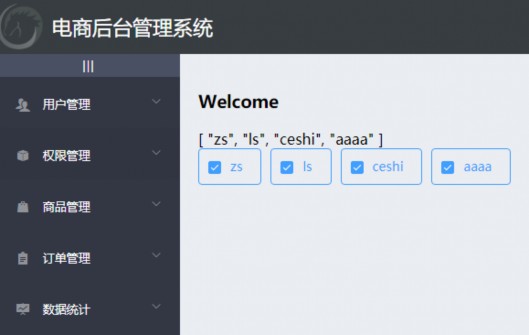 电商后台管理系统
|||
用户管理
权限管理
商品管理
订单管理
数据统计
Welcome
[ "zs", "ls", "ceshi", "aaaa" ]
zs ls ceshi aaaa